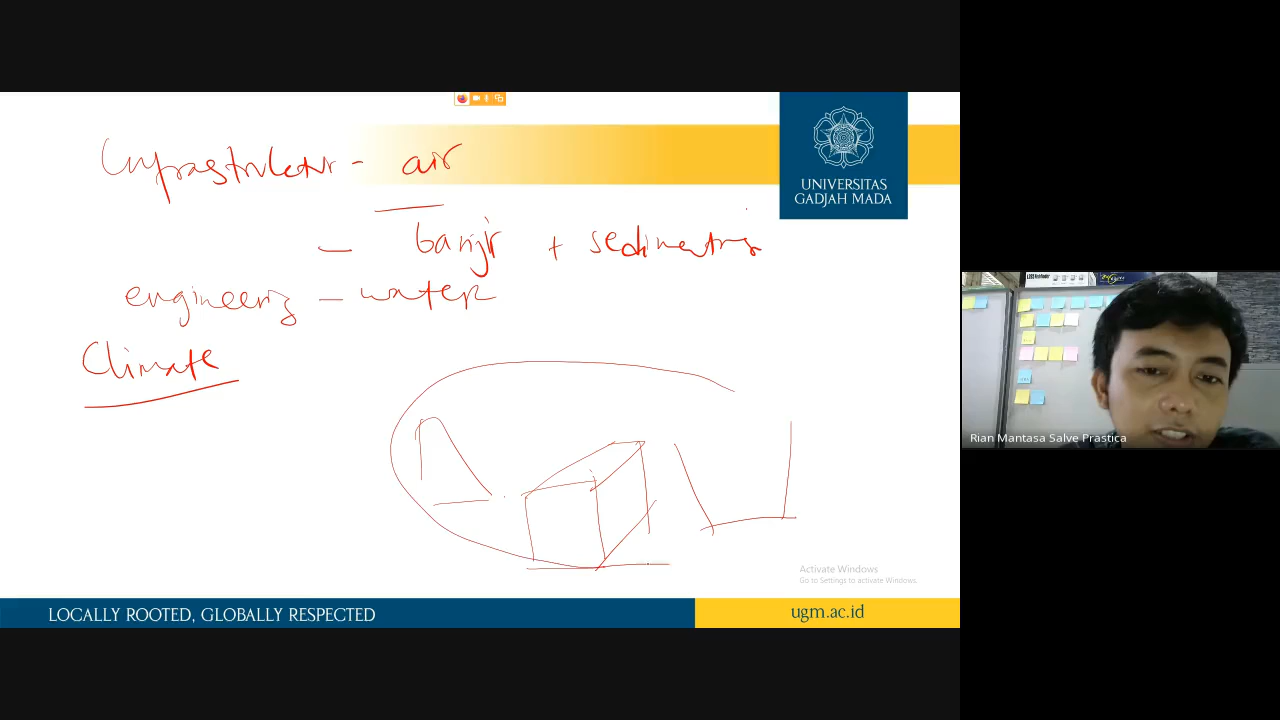 Infrastruktur - air
UNIVERSITAS
GADJAH MADA
- banjir + sedimentasi
engineering - water
Climate
Rian Mantasa Salve Prastica
Activate Windows
Go to Settings to activate Windows.
LOCALLY ROOTED, GLOBALLY RESPECTED
ugm.ac.id